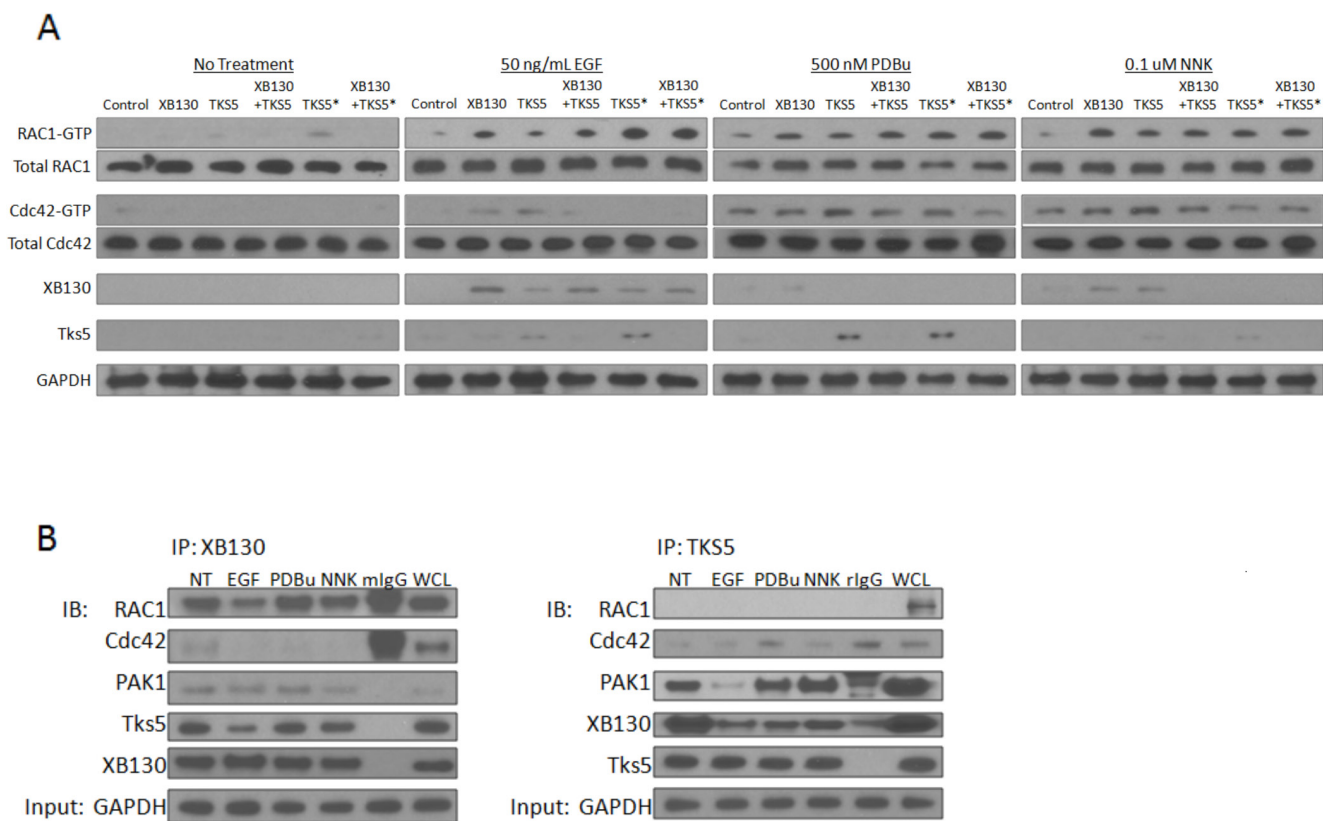 A
No Treatment 50 ng/mL EGF 500 nM PDBu 0.1 uM NNK
Control XB130 TKS5 XB130 +TKS5 TKS5* XB130 +TKS5* Control XB130 TKS5 XB130 +TKS5 TKS5* XB130 +TKS5* Control XB130 TKS5 XB130 +TKS5 TKS5* XB130 +TKS5* Control XB130 TKS5 XB130 +TKS5 TKS5* XB130 +TKS5*
RAC1-GTP
Total RAC1
Cdc42-GTP
Total Cdc42
XB130
Tks5
GAPDH
B
IP: XB130
NT EGF PDBu NNK mIgG WCL
IB: RAC1
Cdc42
PAK1
Tks5
XB130
Input: GAPDH
IP: TKS5
NT EGF PDBu NNK rIgG WCL
IB: RAC1
Cdc42
PAK1
XB130
Tks5
Input: GAPDH